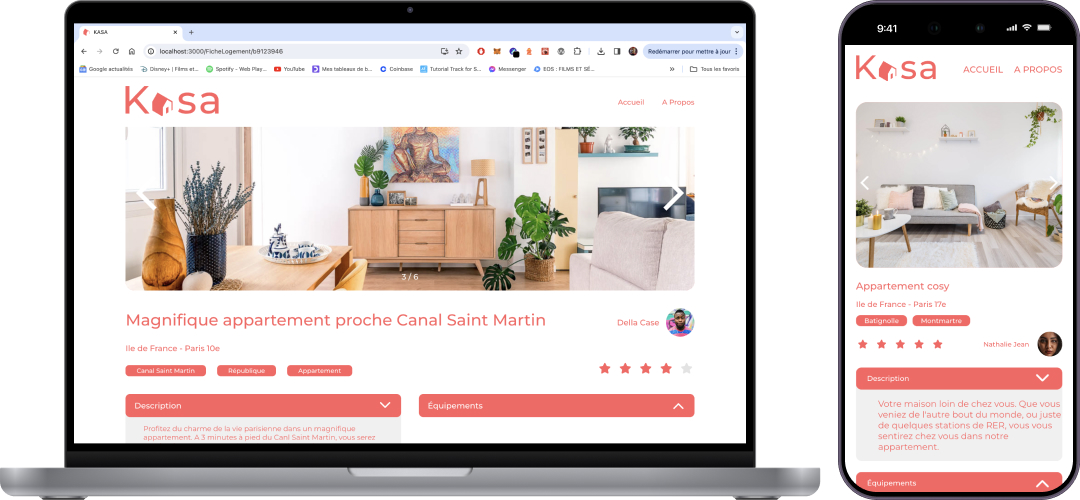 KASA
localhost:3000/FicheLogement/b9123946
Redémarrer pour mettre à jour
Google actualités
Disney+ | Films et...
Spotify - Web Play...
YouTube
Mes tableaux de b...
Coinbase
Tutorial Track for S...
Messenger
EOS : FILMS ET SÉ...
Tous les favoris
Kasa
Accueil
A Propos
3 / 6
Magnifique appartement proche Canal Saint Martin
Della Case
Ile de France - Paris 10e
Canal Saint Martin
République
Appartement
Description
Équipements
Profitez du charme de la vie parisienne dans un magnifique
appartement. A 3 minutes à pied du Canl Saint Martin, vous serez
9:41
Kasa
ACCUEIL
A PROPOS
Appartement cosy
Ile de France - Paris 17e
Batignolle
Montmartre
Nathalie Jean
Description
Votre maison loin de chez vous. Que vous
veniez de l'autre bout du monde, ou juste
de quelques stations de RER, vous vous
sentirez chez vous dans notre
appartement.
Équipements